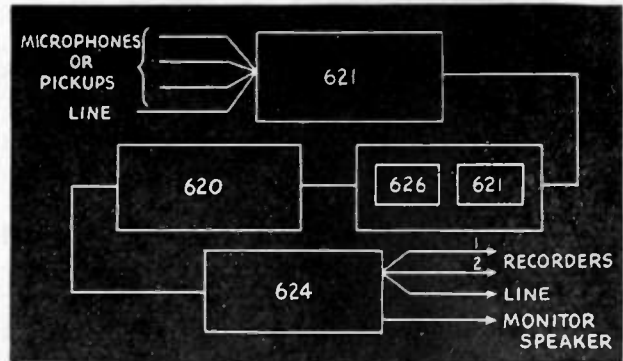 MICROPHONES
OR
PICKUPS
LINE
621
620
626
621
624
1
2
RECORDERS
LINE
MONITOR
SPEAKER